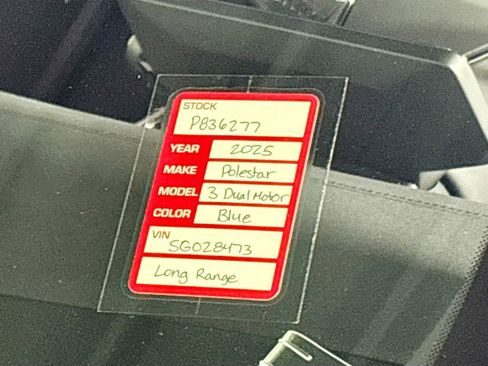 STOCK
P836277
YEAR 2025
MAKE Polestar
MODEL 3 Dual Motor
COLOR Blue
VIN
SG028473
Long Range